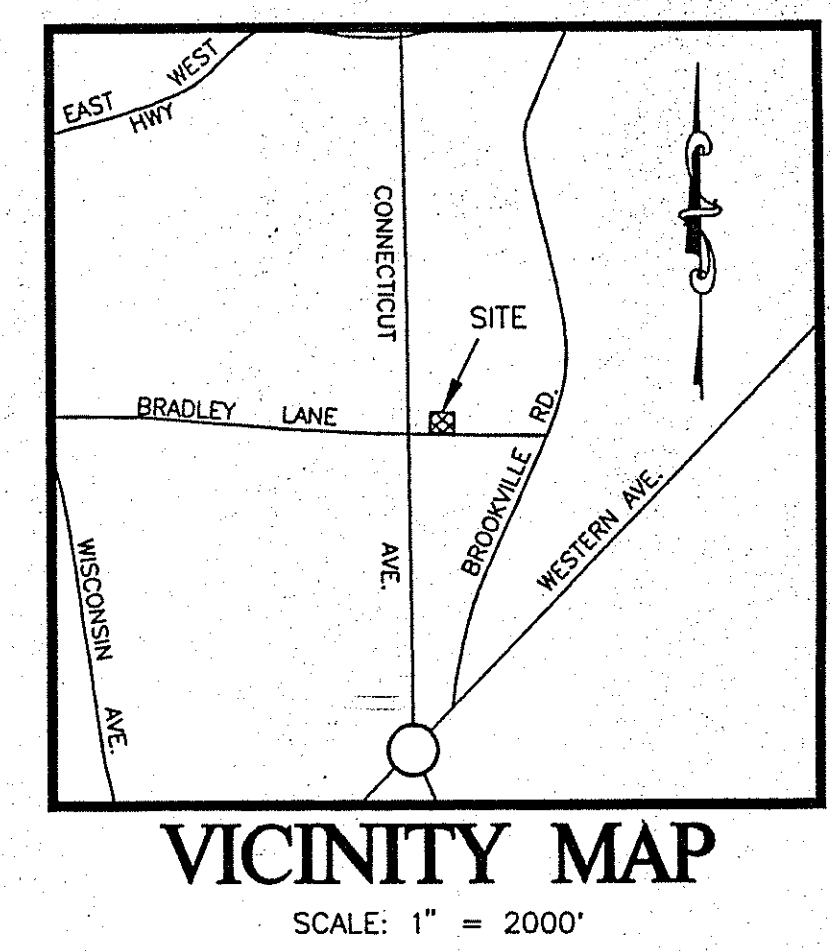 EAST WEST
HWY
CONNECTICUT
SITE
BRADLEY LANE
BROOKVILLE RD.
WESTERN AVE.
AVE.
WISCONSIN AVE.
VICINITY MAP
SCALE: 1" = 2000'